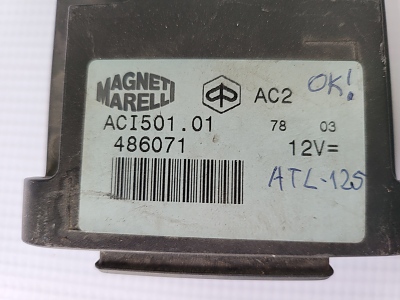 MAGNETI MARELLI AC2 OK!
ACI501.01 78 03
486071 12V=
ATL-125